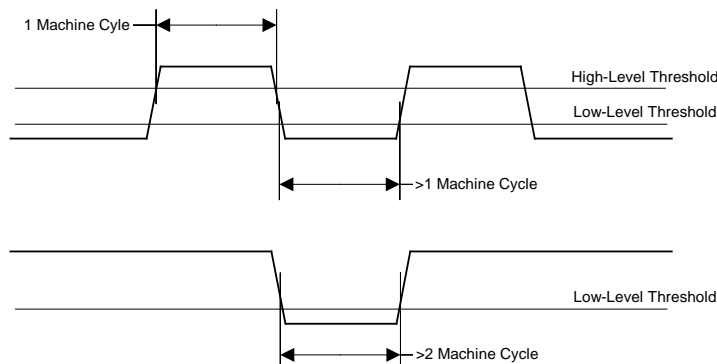 1 Machine Cyle
High-Level Threshold
Low-Level Threshold
>1 Machine Cycle
Low-Level Threshold
>2 Machine Cycle